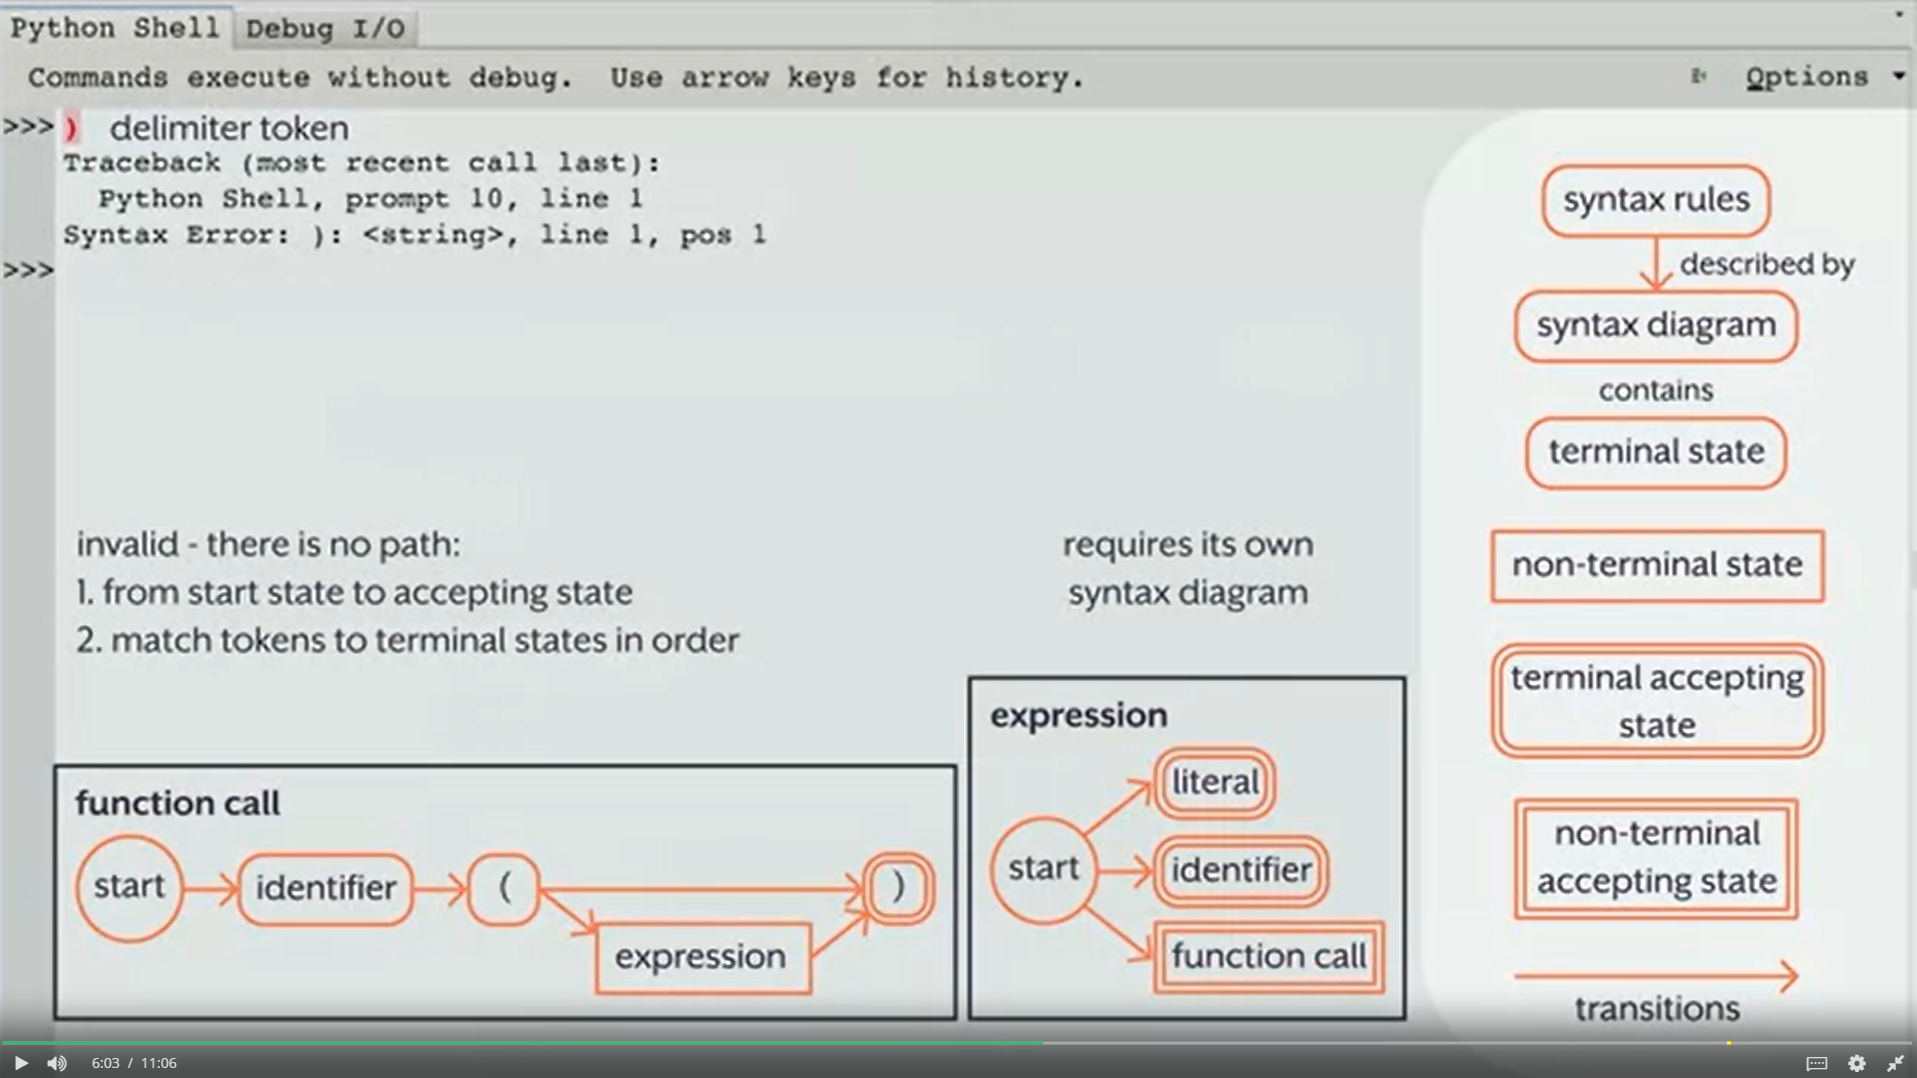 Python Shell
Debug I/O
Commands execute without debug.  Use arrow keys for history.
Options
>>> ) delimiter token
Traceback (most recent call last):
Python Shell, prompt 10, line 1
Syntax Error: ): <string>, line 1, pos 1
>>>
syntax rules
described by
syntax diagram
contains
terminal state
non-terminal state
terminal accepting
state
non-terminal
accepting state
transitions
invalid - there is no path:
1. from start state to accepting state
2. match tokens to terminal states in order
requires its own
syntax diagram
function call
start
identifier
(
)
expression
expression
start
literal
identifier
function call
6:03 / 11:06